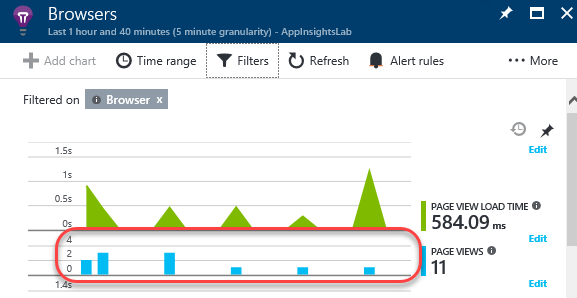 Browsers
Last 1 hour and 40 minutes (5 minute granularity) - AppInsightsLab
Add chart Time range Filters Refresh Alert rules More
Filtered on Browser x
Edit
1.5s
1s
0.5s
0s
PAGE VIEW LOAD TIME
584.09 ms
Edit
4
2
0
PAGE VIEWS
11
Edit
1.4s